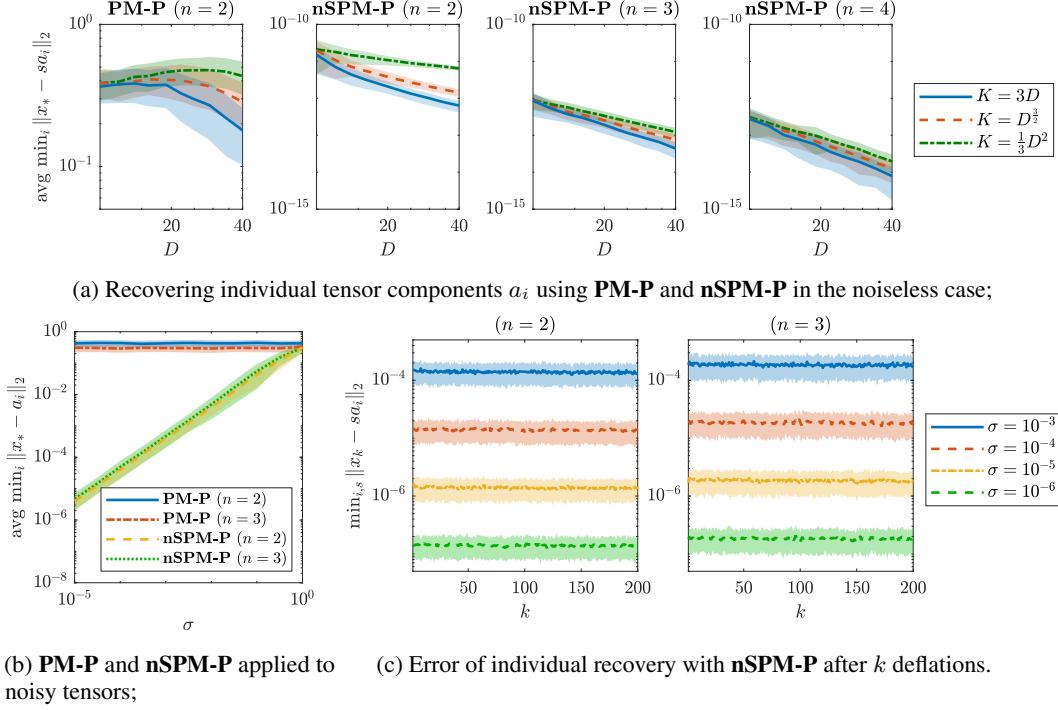 PM-P (n = 2)
nSPM-P (n = 2)
nSPM-P (n = 3)
nSPM-P (n = 4)
avg min_i ‖x_* − sa_i‖_2
10^0
10^{-1}
20
40
D
10^{-10}
10^{-15}
20
40
D
10^{-10}
10^{-15}
20
40
D
10^{-10}
10^{-15}
20
40
D
K = 3D
K = D^{3/2}
K = \frac{1}{3}D^2
(a) Recovering individual tensor components a_i using PM-P and nSPM-P in the noiseless case;
avg min_i ‖x_* − a_i‖_2
10^0
10^{-2}
10^{-4}
10^{-6}
10^{-8}
PM-P (n = 2)
PM-P (n = 3)
nSPM-P (n = 2)
nSPM-P (n = 3)
10^{-5}
10^0
σ
(n = 2)
min_{i,s} ‖x_k − sa_i‖_2
10^{-4}
10^{-6}
50
100
150
200
k
(n = 3)
10^{-4}
10^{-6}
50
100
150
200
k
σ = 10^{-3}
σ = 10^{-4}
σ = 10^{-5}
σ = 10^{-6}
(b) PM-P and nSPM-P applied to
noisy tensors;
(c) Error of individual recovery with nSPM-P after k deflations.